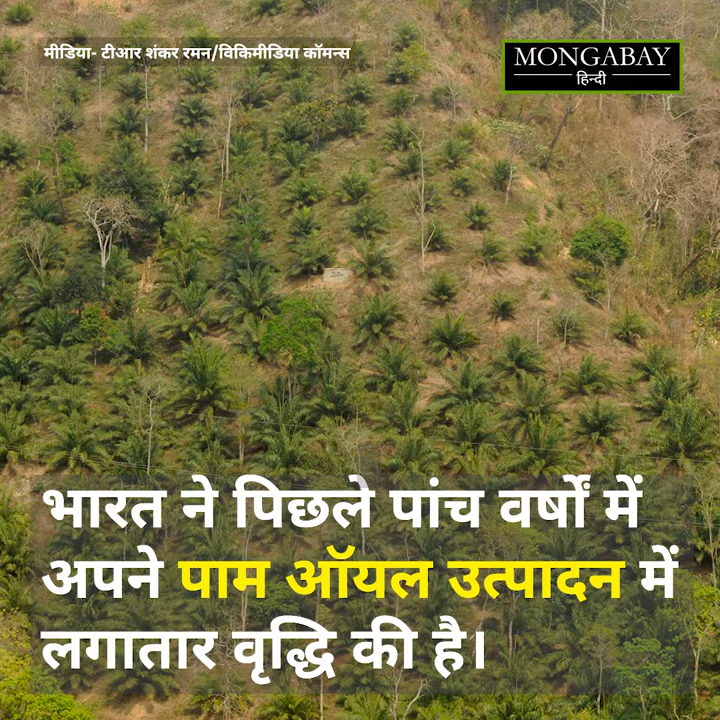 मीडिया- टीआर शंकर रमन/विकिमीडिया कॉमन्स
MONGABAY
हिन्दी
भारत ने पिछले पांच वर्षों में
अपने पाम ऑयल उत्पादन में
लगातार वृद्धि की है।